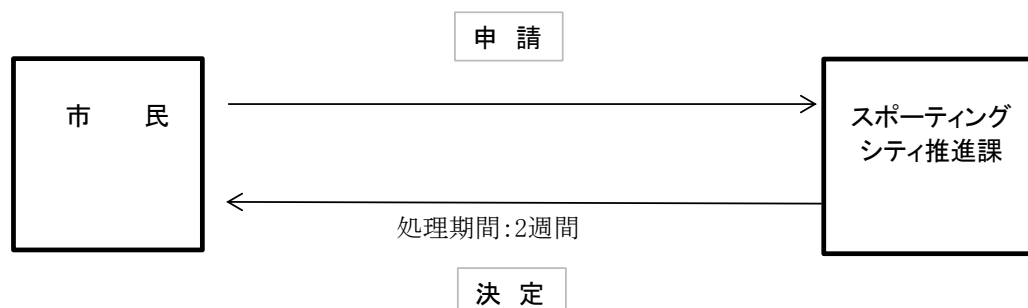 申 請
市　　民
スポーティング
シティ推進課
処理期間:2週間
決 定